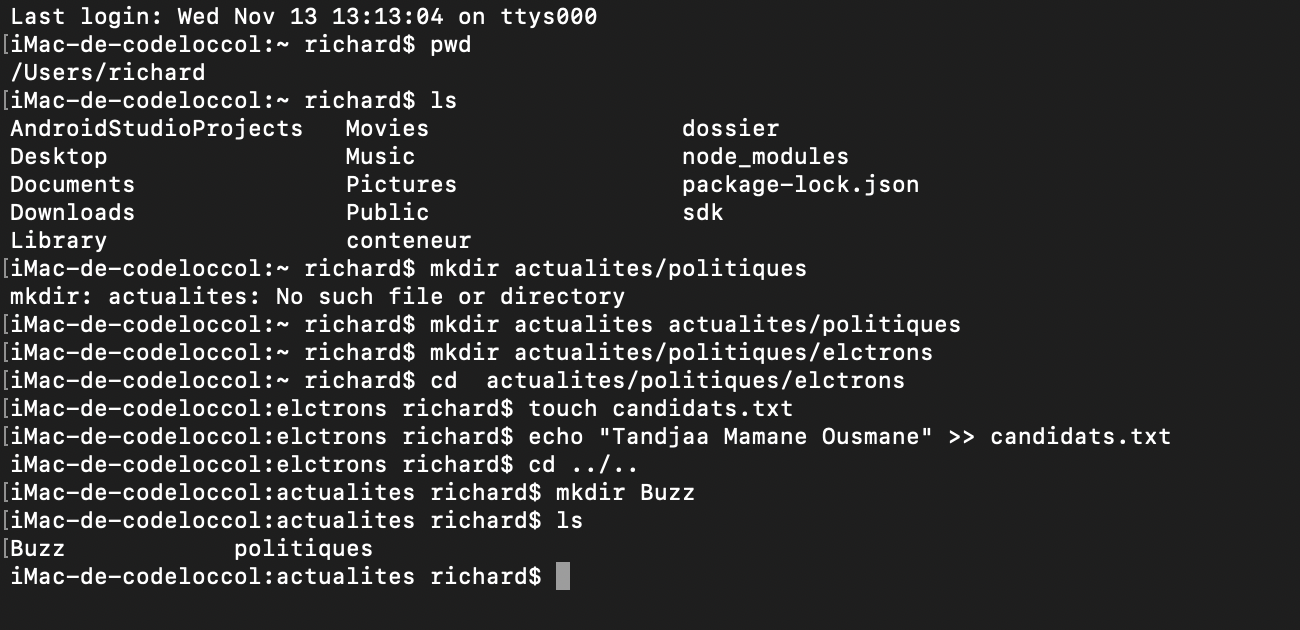 Last login: Wed Nov 13 13:13:04 on ttys000
[iMac-de-codeloccol:~ richard$ pwd
/Users/richard
[iMac-de-codeloccol:~ richard$ ls
AndroidStudioProjects   Movies                  dossier
Desktop                 Music                   node_modules
Documents               Pictures                package-lock.json
Downloads               Public                  sdk
Library                 conteneur
[iMac-de-codeloccol:~ richard$ mkdir actualites/politiques
mkdir: actualites: No such file or directory
[iMac-de-codeloccol:~ richard$ mkdir actualites actualites/politiques
[iMac-de-codeloccol:~ richard$ mkdir actualites/politiques/elctrons
[iMac-de-codeloccol:~ richard$ cd  actualites/politiques/elctrons
[iMac-de-codeloccol:elctrons richard$ touch candidats.txt
[iMac-de-codeloccol:elctrons richard$ echo "Tandjaa Mamane Ousmane" >> candidats.txt
iMac-de-codeloccol:elctrons richard$ cd ../..
[iMac-de-codeloccol:actualites richard$ mkdir Buzz
[iMac-de-codeloccol:actualites richard$ ls
[Buzz            politiques
iMac-de-codeloccol:actualites richard$